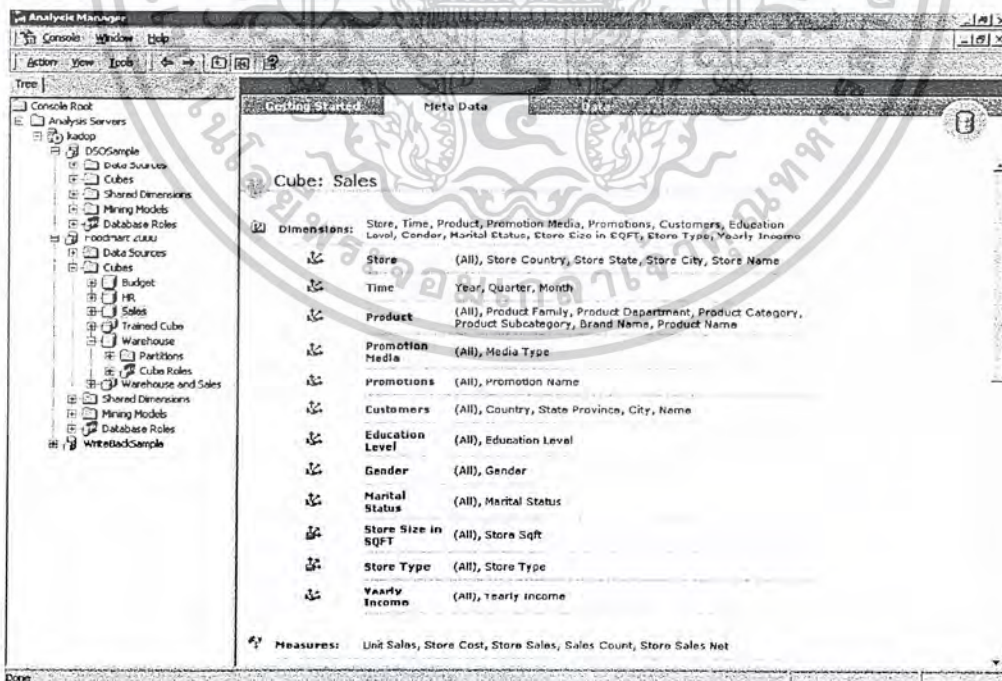 Analysis Manager
Console Window Help
Action View Tools
Tree
Console Root
Analysis Servers
kadop
DSOSample
Data Sources
Cubes
Shared Dimensions
Mining Models
Database Roles
Foodmart 2000
Data Sources
Cubes
Budget
HR
Sales
Trained Cube
Warehouse
Partitions
Cube Roles
Warehouse and Sales
Shared Dimensions
Mining Models
Database Roles
WriteBackSample
Getting Started Meta Data Data
Cube: Sales
Dimensions: Store, Time, Product, Promotion Media, Promotions, Customers, Education
Level, Gender, Marital Status, Store Size in SQFT, Store Type, Yearly Income
Store (All), Store Country, Store State, Store City, Store Name
Time Year, Quarter, Month
Product (All), Product Family, Product Department, Product Category,
Product Subcategory, Brand Name, Product Name
Promotion
Media (All), Media Type
Promotions (All), Promotion Name
Customers (All), Country, State Province, City, Name
Education
Level (All), Education Level
Gender (All), Gender
Marital
Status (All), Marital Status
Store Size in
SQFT (All), Store Sqft
Store Type (All), Store Type
Yearly
Income (All), Yearly Income
Measures: Unit Sales, Store Cost, Store Sales, Sales Count, Store Sales Net
Done